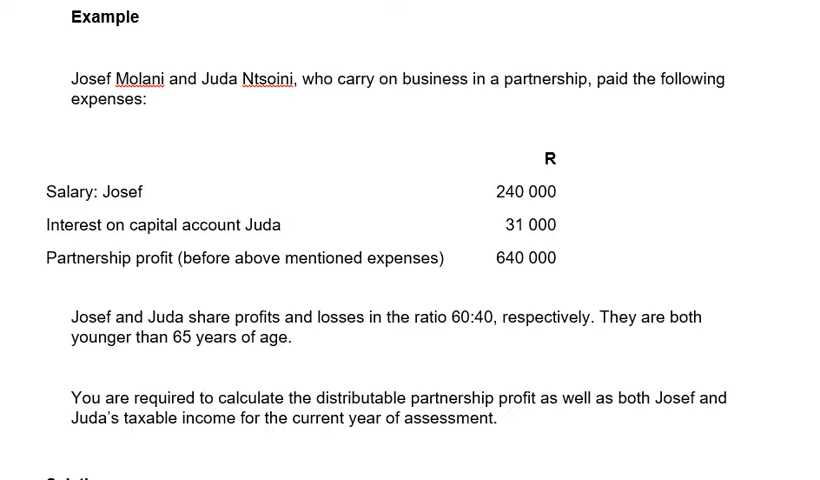 Example
Josef Molani and Juda Ntsoini, who carry on business in a partnership, paid the following
expenses:
R
Salary: Josef 240 000
Interest on capital account Juda 31 000
Partnership profit (before above mentioned expenses) 640 000
Josef and Juda share profits and losses in the ratio 60:40, respectively. They are both
younger than 65 years of age.
You are required to calculate the distributable partnership profit as well as both Josef and
Juda's taxable income for the current year of assessment.